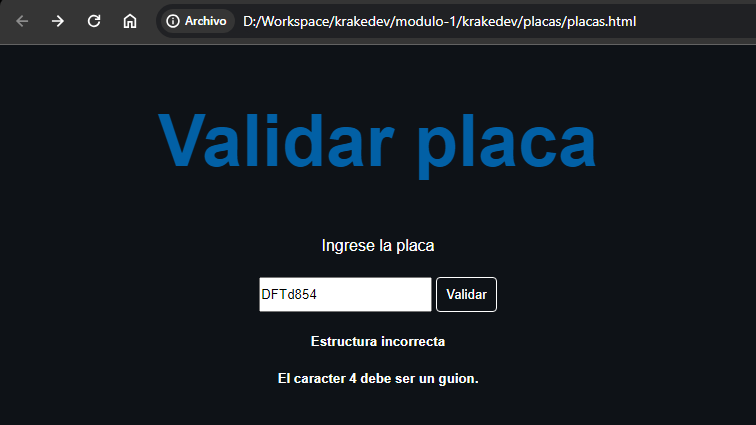 Archivo D:/Workspace/krakedev/modulo-1/krakedev/placas/placas.html
Validar placa
Ingrese la placa
DFTd854 Validar
Estructura incorrecta
El caracter 4 debe ser un guion.